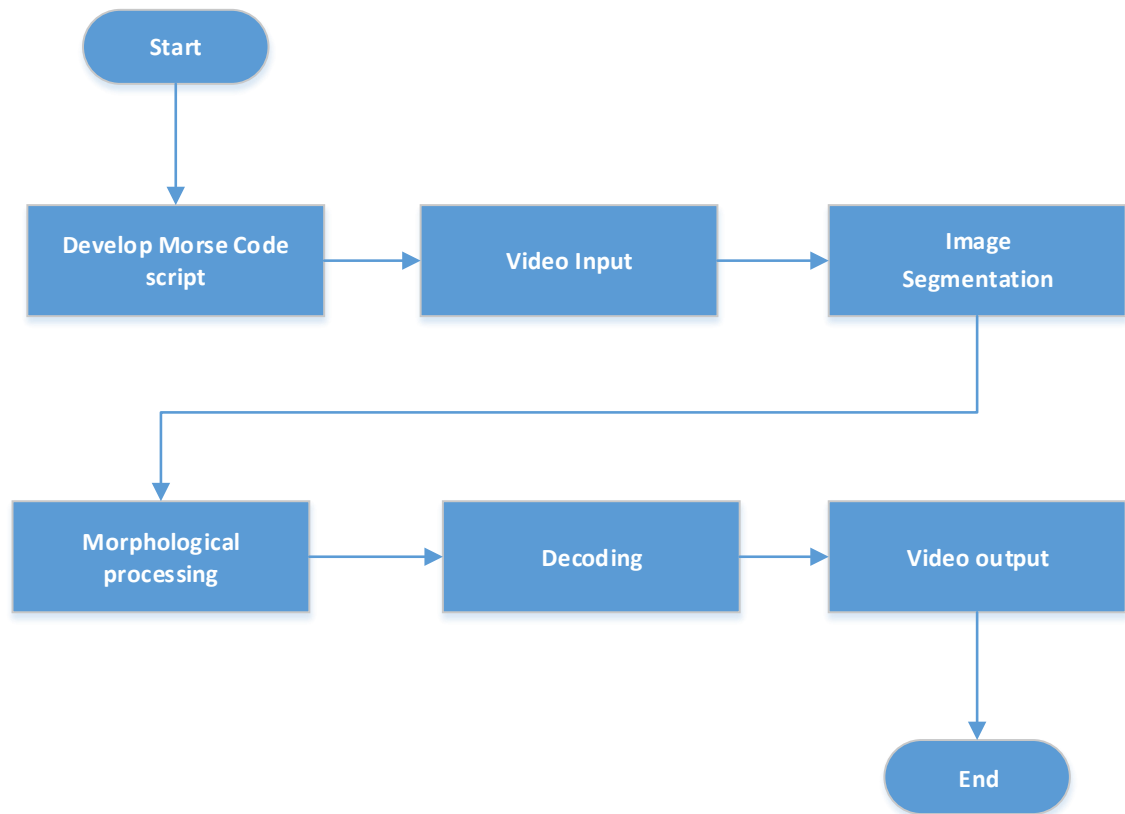 Start
Develop Morse Code
script
Video Input
Image
Segmentation
Morphological
processing
Decoding
Video output
End